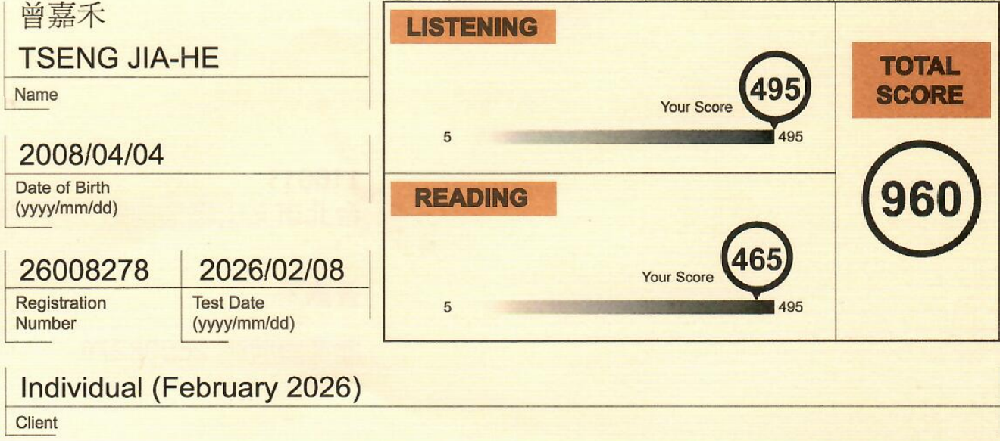 曾嘉禾
TSENG JIA-HE
Name
2008/04/04
Date of Birth
(yyyy/mm/dd)
26008278
Registration
Number
2026/02/08
Test Date
(yyyy/mm/dd)
LISTENING
Your Score
495
5
495
READING
Your Score
465
5
495
TOTAL
SCORE
960
Individual (February 2026)
Client